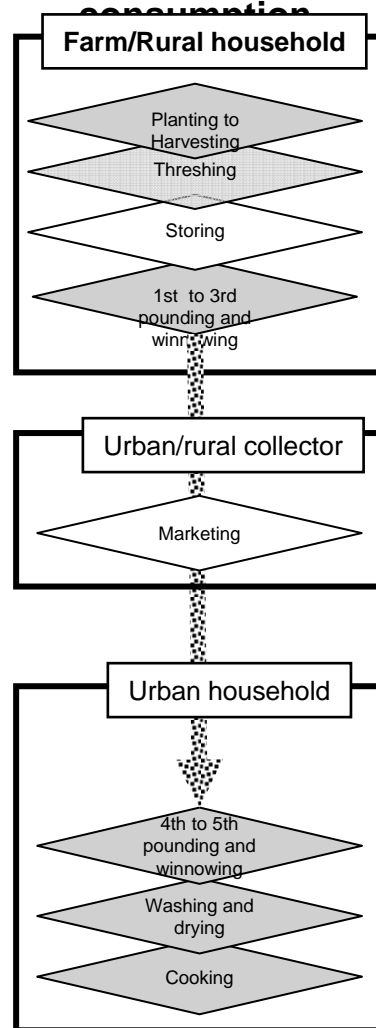 consumption
Farm/Rural household
Planting to
Harvesting
Threshing
Storing
1st to 3rd
pounding and
winnowing
Urban/rural collector
Marketing
Urban household
4th to 5th
pounding and
winnowing
Washing and
drying
Cooking